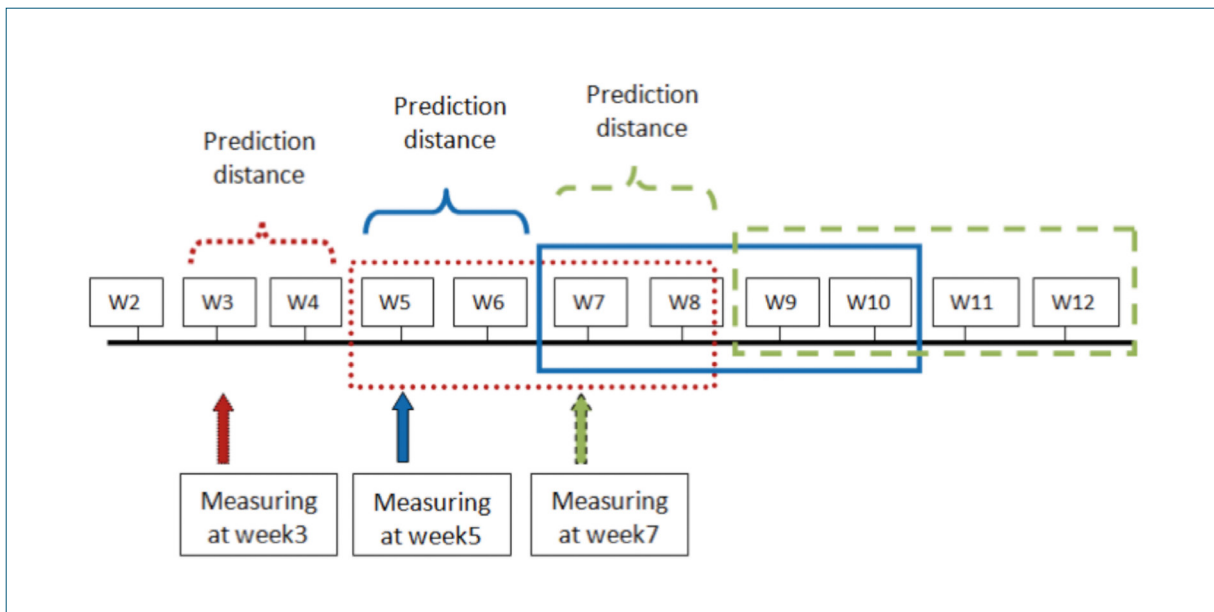 Prediction
distance
Prediction
distance
Prediction
distance
W2
W3
W4
W5
W6
W7
W8
W9
W10
W11
W12
Measuring
at week3
Measuring
at week5
Measuring
at week7